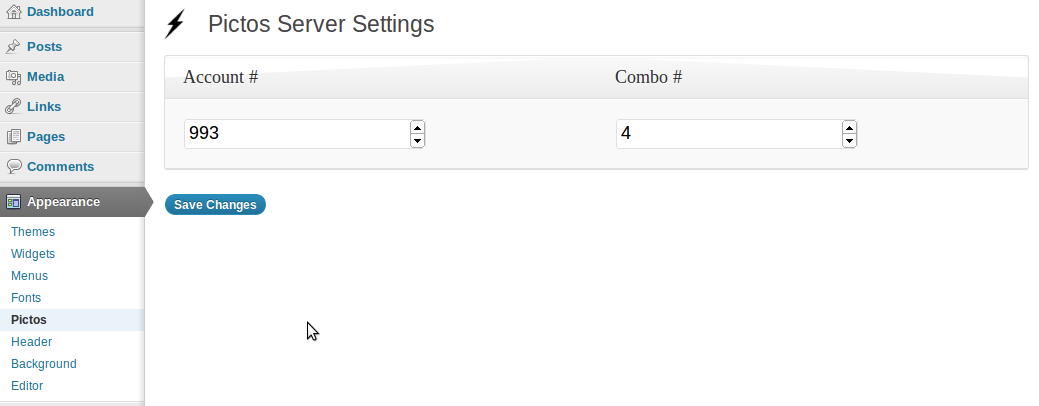 Dashboard
Posts
Media
Links
Pages
Comments
Appearance
Themes
Widgets
Menus
Fonts
Pictos
Header
Background
Editor
Pictos Server Settings
Account # Combo #
993 4
Save Changes